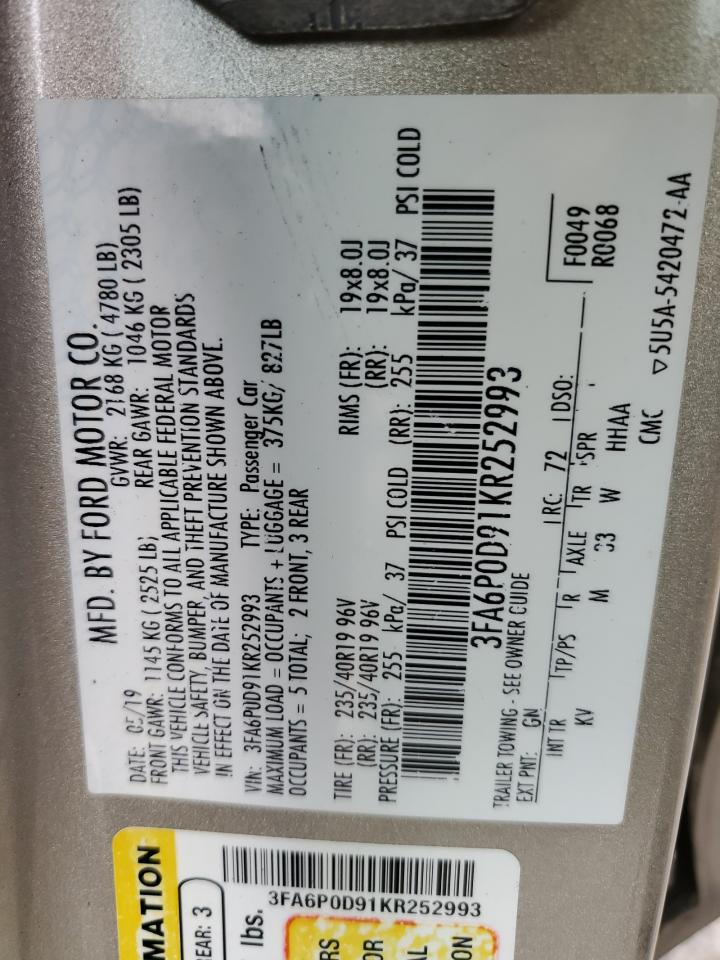 MFD. BY FORD MOTOR CO.
DATE: 05/19 GVWR: 2168 KG ( 4780 LB)
FRONT GAWR: 1145 KG ( 2525 LB) REAR GAWR: 1046 KG ( 2305 LB)
THIS VEHICLE CONFORMS TO ALL APPLICABLE FEDERAL MOTOR
VEHICLE SAFETY, BUMPER, AND THEFT PREVENTION STANDARDS
IN EFFECT ON THE DATE OF MANUFACTURE SHOWN ABOVE.
VIN: 3FA6P0D91KR252993 TYPE: Passenger Car
MAXIMUM LOAD = OCCUPANTS + LUGGAGE = 375KG/ 827LB
OCCUPANTS = 5 TOTAL; 2 FRONT, 3 REAR
TIRE (FR): 235/40R19 96V RIMS (FR): 19x8.0J
(RR): 235/40R19 96V (RR): 19x8.0J
PRESSURE (FR): 255 kPa/ 37 PSI COLD (RR): 255 kPa/ 37 PSI COLD
3FA6P0D91KR252993
TRAILER TOWING - SEE OWNER GUIDE
EXT PNT: GN RC: 72 DSO: F0049
R0068
INT TR TP/PS R AXLE TR SPR
KV M 33 W HHAA
CMC
▽5U5A-5420472-AA
MATION
EAR: 3
lbs.
3FA6P0D91KR252993
RS
OR
AL
ON